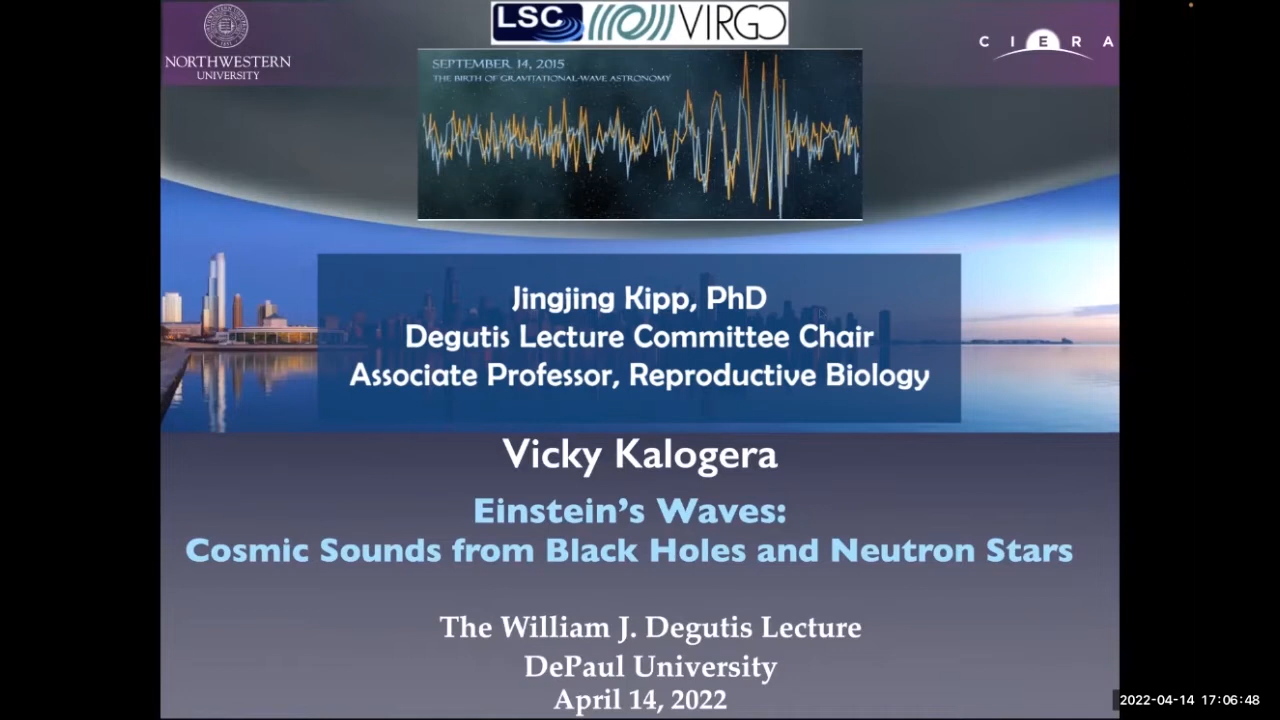 LSC
VIRGO
NORTHWESTERN
UNIVERSITY
CIERA
SEPTEMBER 14, 2015
THE BIRTH OF GRAVITATIONAL-WAVE ASTRONOMY
Jingjing Kipp, PhD
Degutis Lecture Committee Chair
Associate Professor, Reproductive Biology
Vicky Kalogera
Einstein's Waves:
Cosmic Sounds from Black Holes and Neutron Stars
The William J. Degutis Lecture
DePaul University
April 14, 2022
2022-04-14 17:06:48